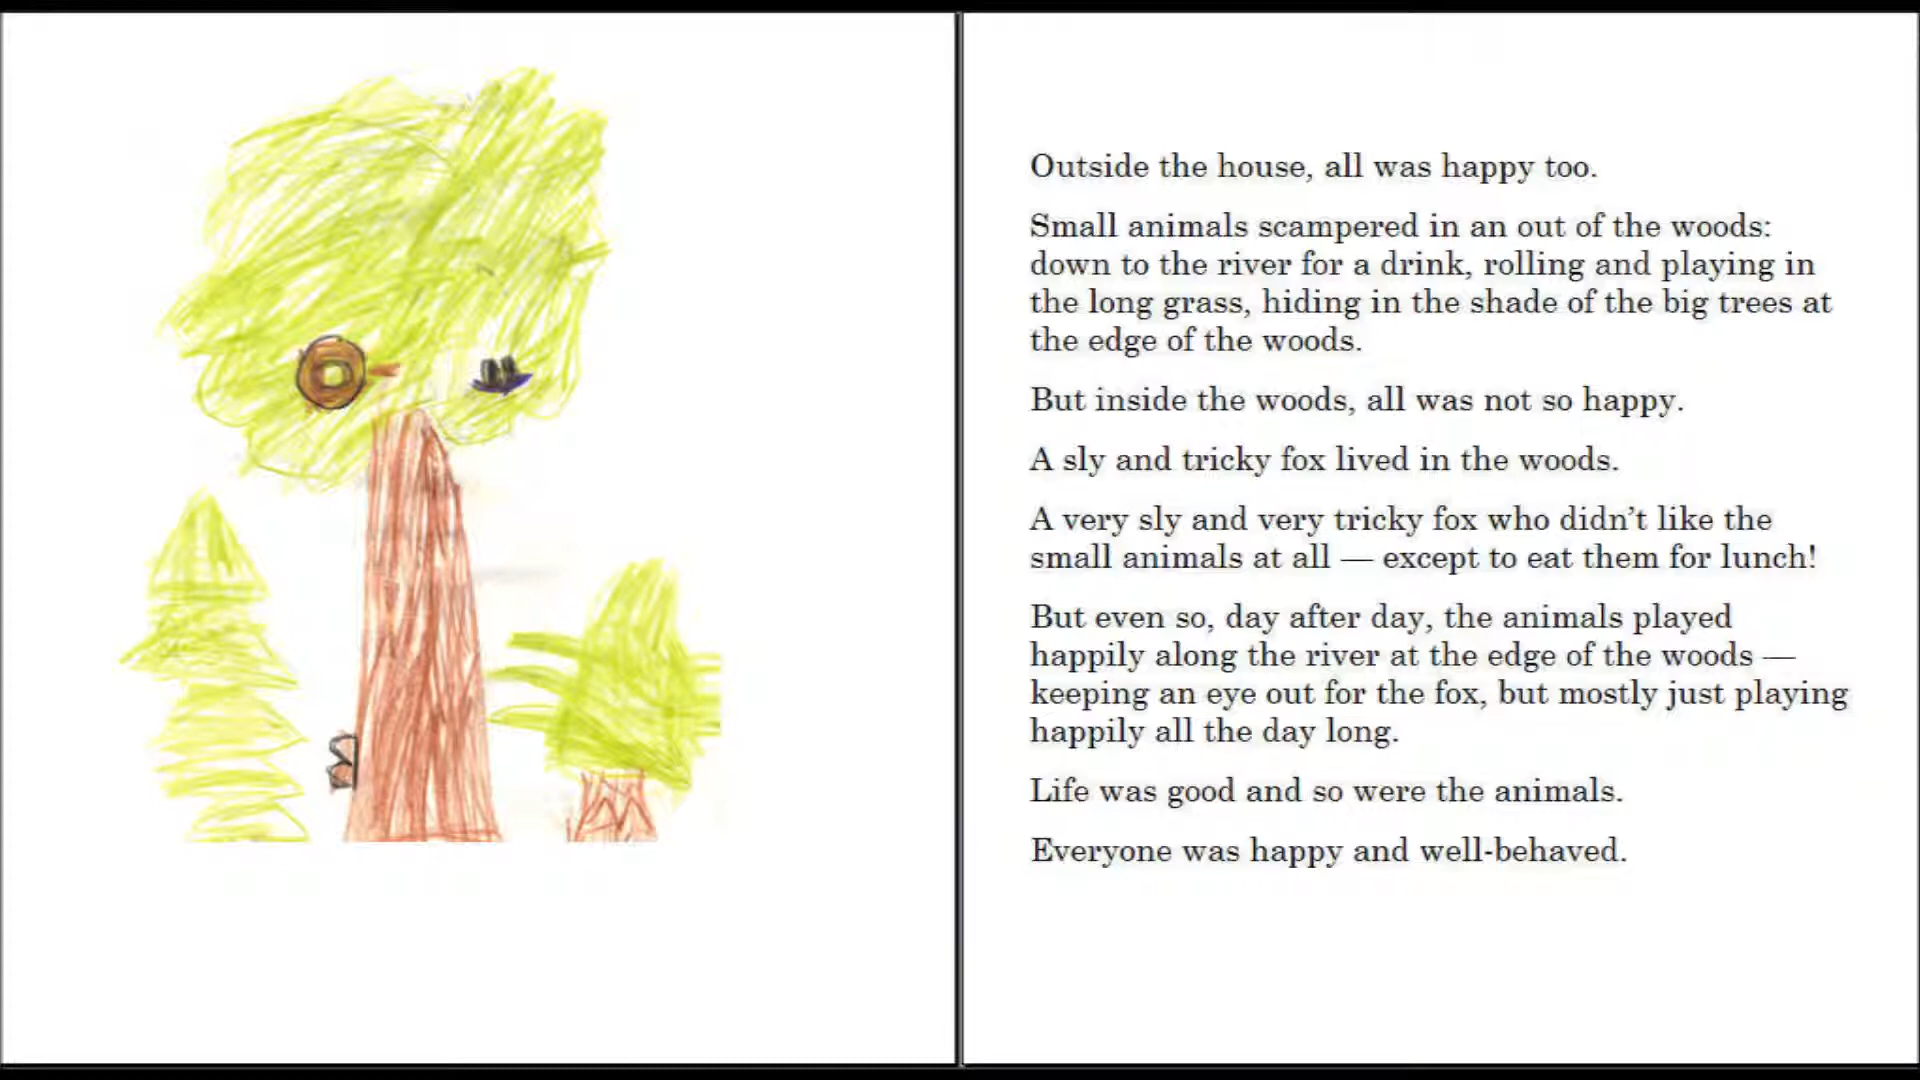 Outside the house, all was happy too.
Small animals scampered in an out of the woods:
down to the river for a drink, rolling and playing in
the long grass, hiding in the shade of the big trees at
the edge of the woods.
But inside the woods, all was not so happy.
A sly and tricky fox lived in the woods.
A very sly and very tricky fox who didn’t like the
small animals at all — except to eat them for lunch!
But even so, day after day, the animals played
happily along the river at the edge of the woods —
keeping an eye out for the fox, but mostly just playing
happily all the day long.
Life was good and so were the animals.
Everyone was happy and well-behaved.